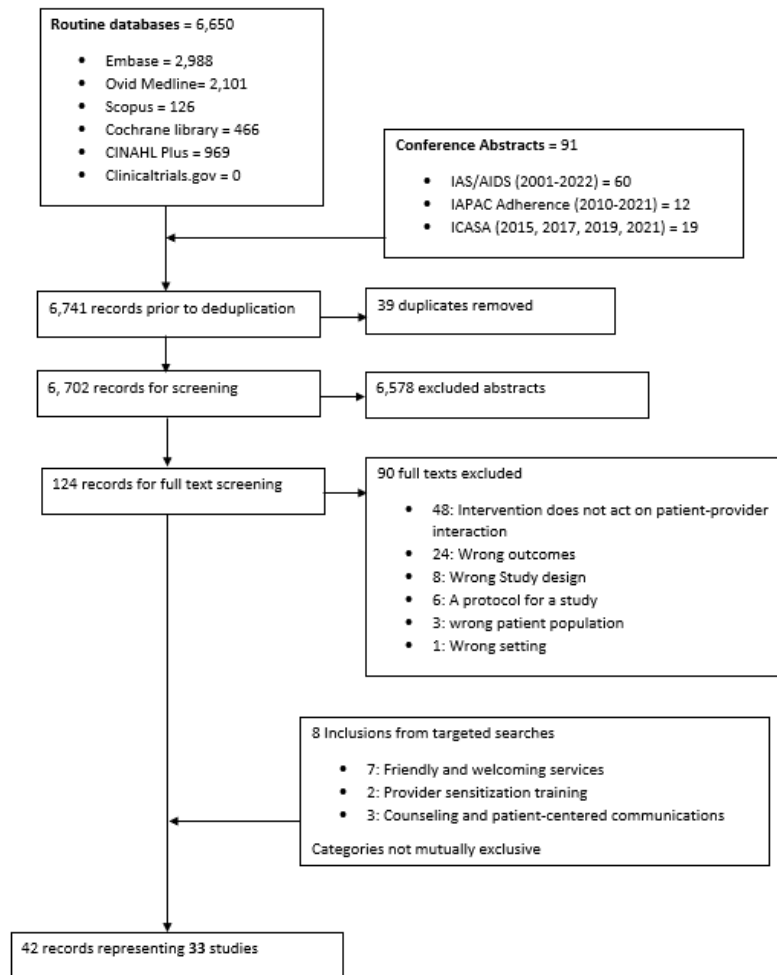 Routine databases = 6,650
• Embase = 2,988
• Ovid Medline= 2,101
• Scopus = 126
• Cochrane library = 466
• CINAHL Plus = 969
• Clinicaltrials.gov = 0
Conference Abstracts = 91
• IAS/AIDS (2001-2022) = 60
• IAPAC Adherence (2010-2021) = 12
• ICASA (2015, 2017, 2019, 2021) = 19
6,741 records prior to deduplication
39 duplicates removed
6, 702 records for screening
6,578 excluded abstracts
124 records for full text screening
90 full texts excluded
• 48: Intervention does not act on patient-provider
interaction
• 24: Wrong outcomes
• 8: Wrong Study design
• 6: A protocol for a study
• 3: wrong patient population
• 1: Wrong setting
8 Inclusions from targeted searches
• 7: Friendly and welcoming services
• 2: Provider sensitization training
• 3: Counseling and patient-centered communications
Categories not mutually exclusive
42 records representing 33 studies